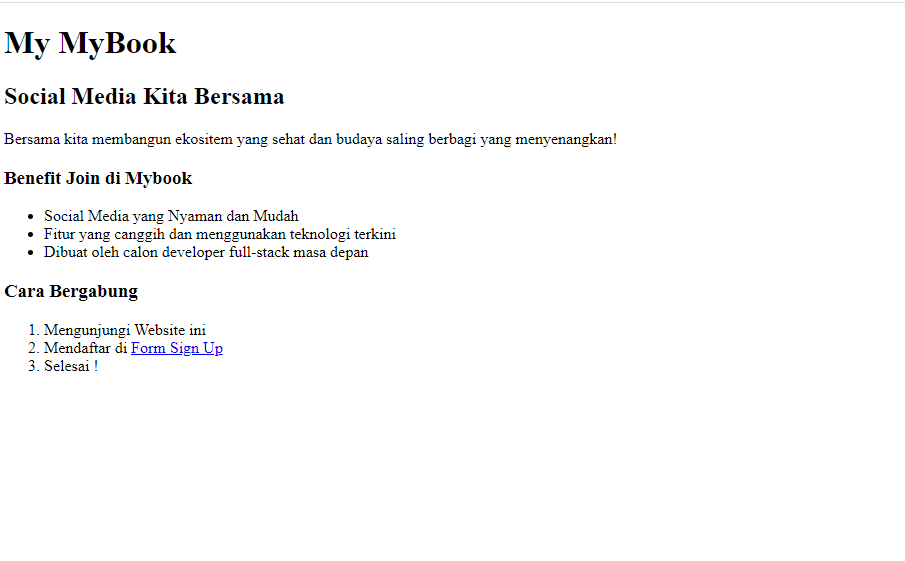 My MyBook
Social Media Kita Bersama
Bersama kita membangun ekositem yang sehat dan budaya saling berbagi yang menyenangkan!
Benefit Join di Mybook
• Social Media yang Nyaman dan Mudah
• Fitur yang canggih dan menggunakan teknologi terkini
• Dibuat oleh calon developer full-stack masa depan
Cara Bergabung
1. Mengunjungi Website ini
2. Mendaftar di Form Sign Up
3. Selesai !